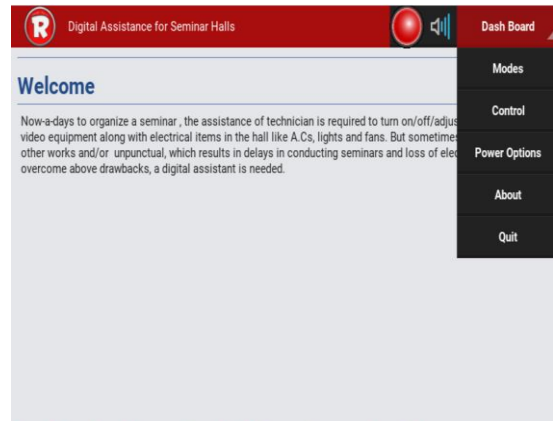 R
Digital Assistance for Seminar Halls
Dash Board
Modes
Control
Power Options
About
Quit
Welcome
Now-a-days to organize a seminar , the assistance of technician is required to turn on/off/adjus
video equipment along with electrical items in the hall like A.Cs, lights and fans. But sometimes
other works and/or unpunctual, which results in delays in conducting seminars and loss of elec
overcome above drawbacks, a digital assistant is needed.